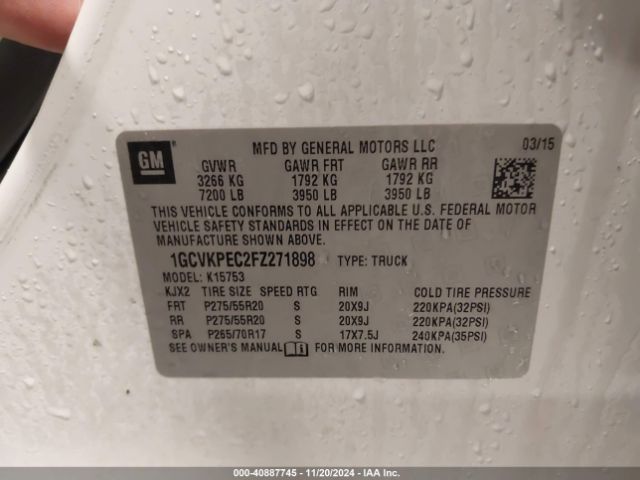 GM
MFD BY GENERAL MOTORS LLC 03/15
GVWR GAWR FRT GAWR RR
3266 KG 1792 KG 1792 KG
7200 LB 3950 LB 3950 LB
THIS VEHICLE CONFORMS TO ALL APPLICABLE U.S. FEDERAL MOTOR
VEHICLE SAFETY STANDARDS IN EFFECT ON THE DATE OF
MANUFACTURE SHOWN ABOVE.
1GCVKPEC2FZ271898 TYPE: TRUCK
MODEL: K15753
KJX2 TIRE SIZE SPEED RTG RIM COLD TIRE PRESSURE
FRT P275/55R20 S 20X9J 220KPA(32PSI)
RR P275/55R20 S 20X9J 220KPA(32PSI)
SPA P265/70R17 S 17X7.5J 240KPA(35PSI)
SEE OWNER'S MANUAL FOR MORE INFORMATION.
000-40887745 - 11/20/2024 - IAA Inc.